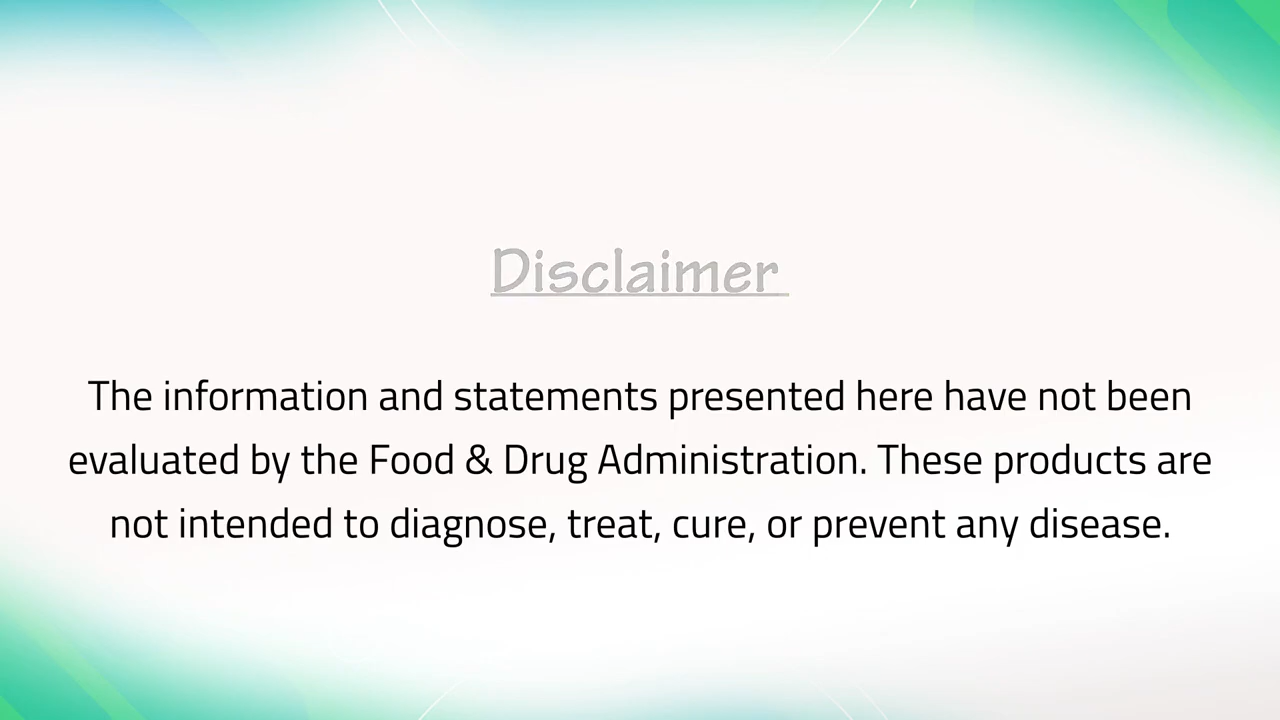 Disclaimer
The information and statements presented here have not been
evaluated by the Food & Drug Administration. These products are
not intended to diagnose, treat, cure, or prevent any disease.